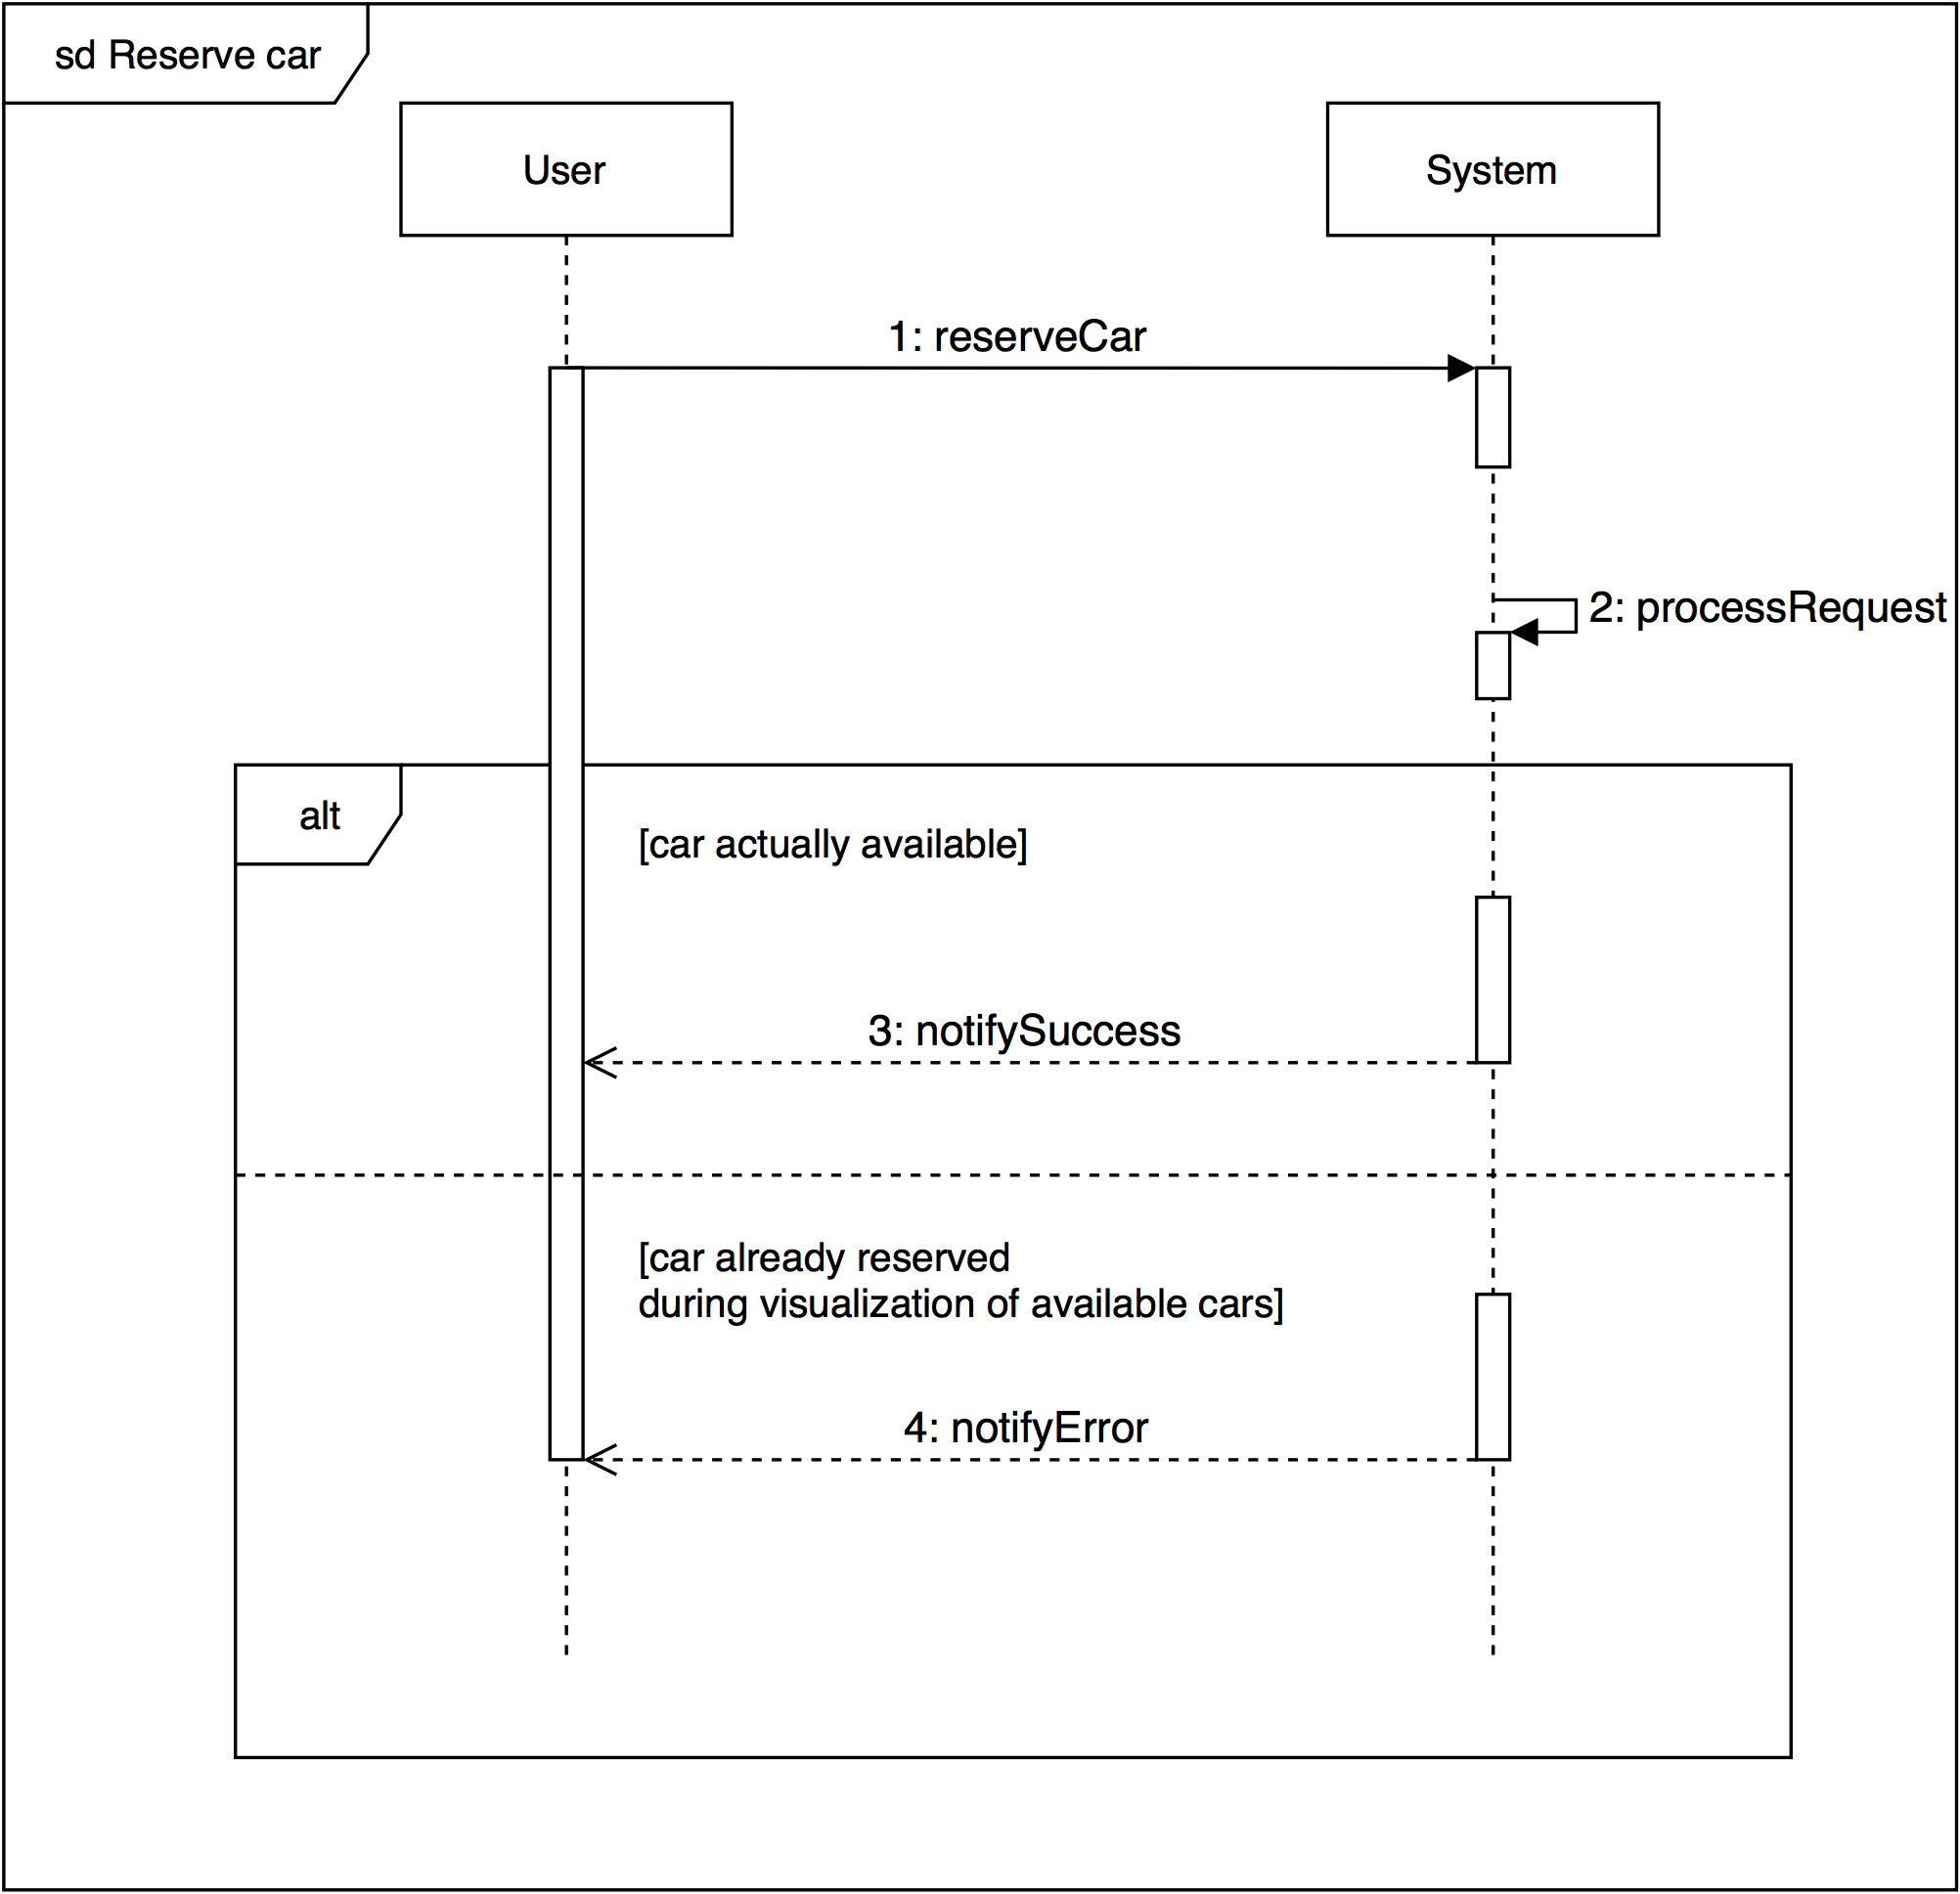 sd Reserve car
User
System
1: reserveCar
2: processRequest
alt
[car actually available]
3: notifySuccess
[car already reserved
during visualization of available cars]
4: notifyError